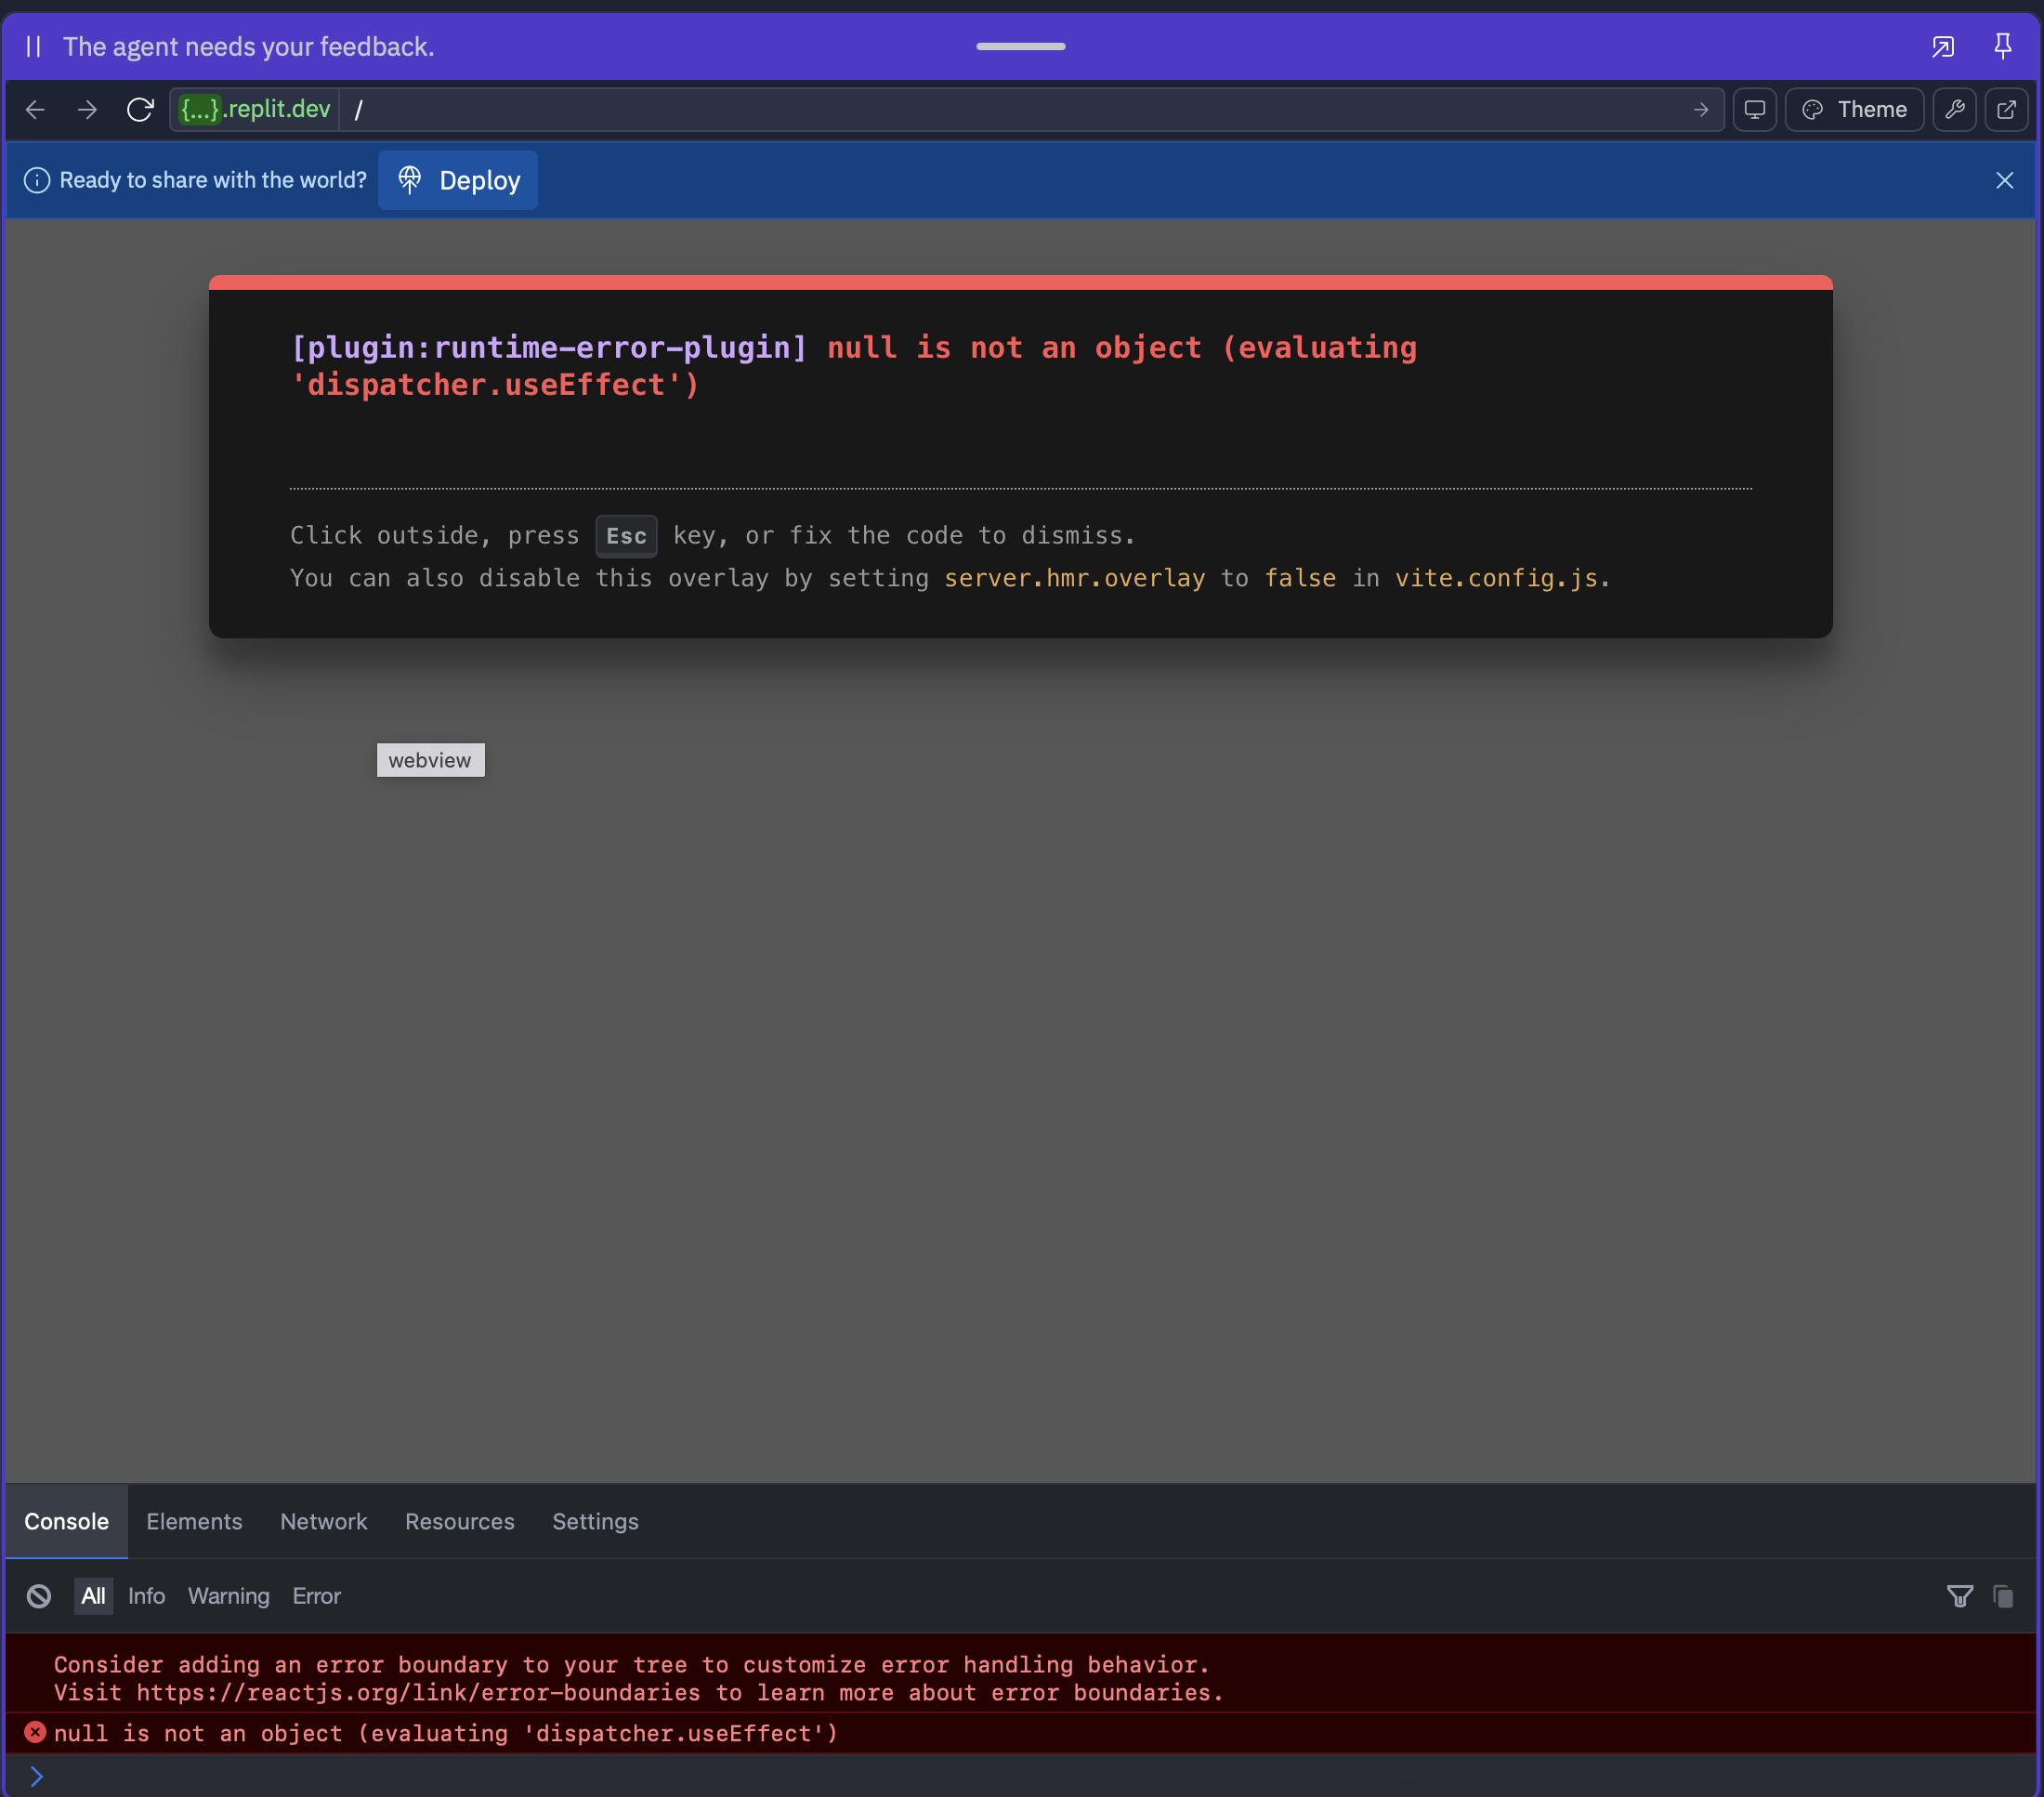 The agent needs your feedback.
{...}.replit.dev /
Theme
Ready to share with the world? Deploy
[plugin:runtime-error-plugin] null is not an object (evaluating
'dispatcher.useEffect')
Click outside, press Esc key, or fix the code to dismiss.
You can also disable this overlay by setting server.hmr.overlay to false in vite.config.js.
webview
Console Elements Network Resources Settings
All Info Warning Error
Consider adding an error boundary to your tree to customize error handling behavior.
Visit https://reactjs.org/link/error-boundaries to learn more about error boundaries.
null is not an object (evaluating 'dispatcher.useEffect')